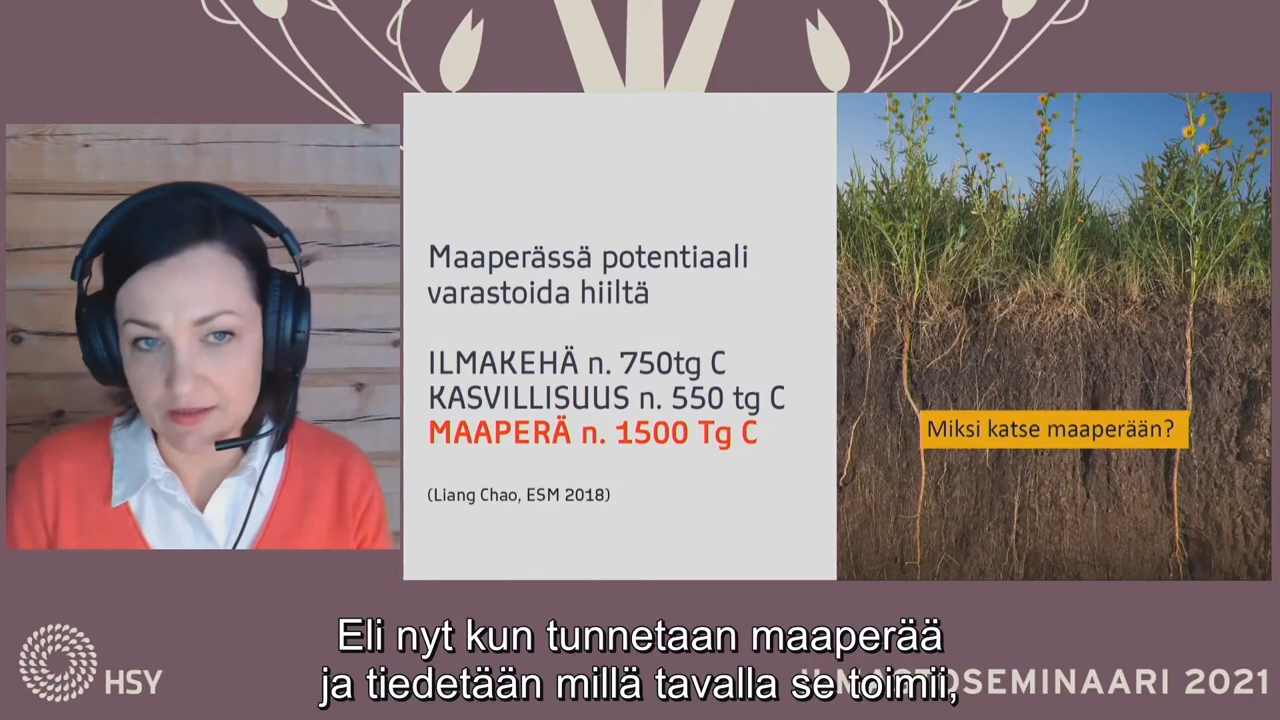 Maaperässä potentiaali
varastoida hiiltä
ILMAKEHÄ n. 750tg C
KASVILLISUUS n. 550 tg C
MAAPERÄ n. 1500 Tg C
(Liang Chao, ESM 2018)
Miksi katse maaperään?
Eli nyt kun tunnetaan maaperää
ja tiedetään millä tavalla se toimii,
HSY
2021